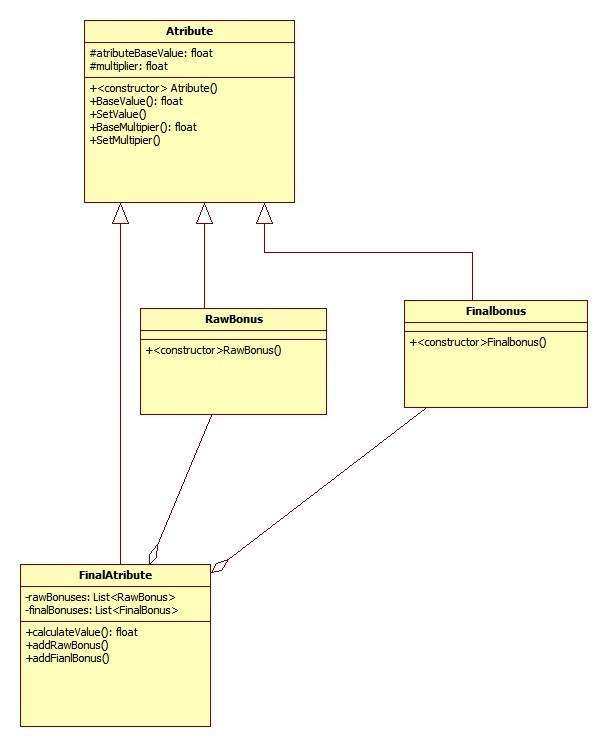 Atribute
#atributeBaseValue: float
#multiplier: float
+<constructor> Atribute()
+BaseValue(): float
+SetValue()
+BaseMultipier(): float
+SetMultipier()
RawBonus
+<constructor>RawBonus()
Finalbonus
+<constructor>Finalbonus()
FinalAtribute
-rawBonuses: List<RawBonus>
-finalBonuses: List<FinalBonus>
+calculateValue(): float
+addRawBonus()
+addFianlBonus()